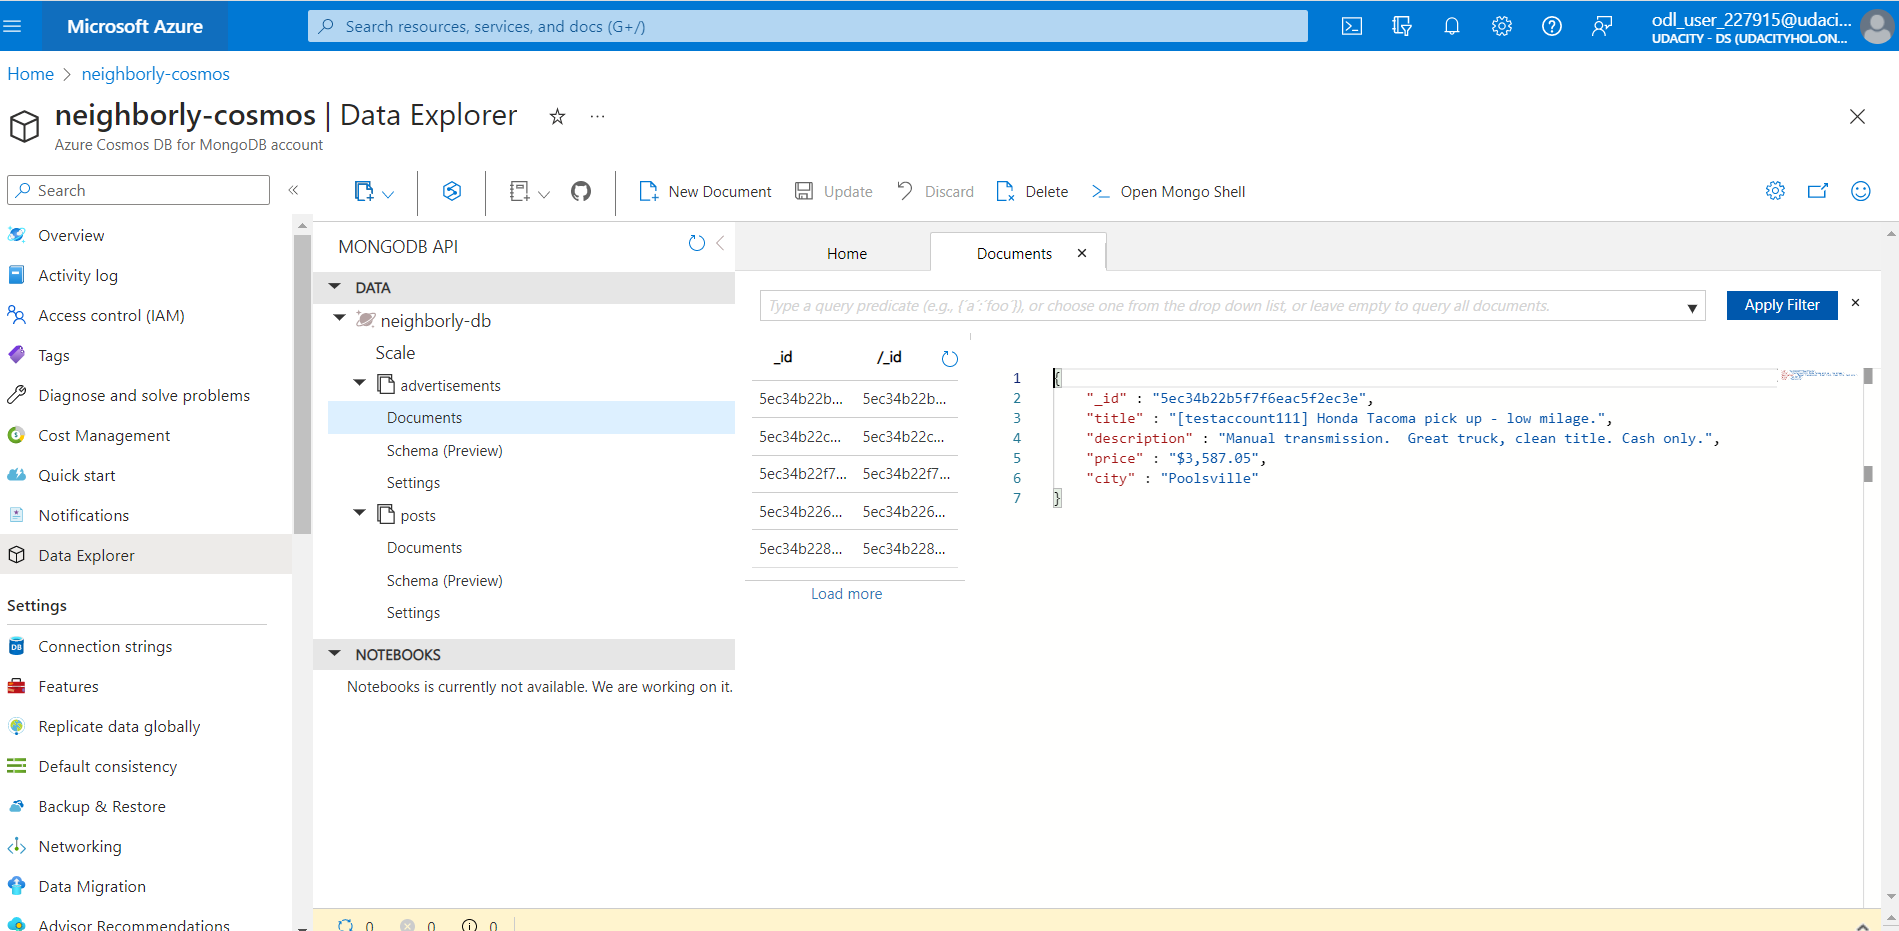 Microsoft Azure
Search resources, services, and docs (G+/)
odl_user_227915@udaci...
UDACITY - DS (UDACITYHOL.ON...
Home > neighborly-cosmos
neighborly-cosmos | Data Explorer
...
Azure Cosmos DB for MongoDB account
Search
«
New Document
Update
Discard
Delete
Open Mongo Shell
Overview
Activity log
Access control (IAM)
Tags
Diagnose and solve problems
Cost Management
Quick start
Notifications
Data Explorer
Settings
Connection strings
Features
Replicate data globally
Default consistency
Backup & Restore
Networking
Data Migration
Advisor Recommendations
MONGODB API
DATA
neighborly-db
Scale
advertisements
Documents
Schema (Preview)
Settings
posts
Documents
Schema (Preview)
Settings
NOTEBOOKS
Notebooks is currently not available. We are working on it.
Home
Documents
Type a query predicate (e.g., {´a´:´foo´}), or choose one from the drop down list, or leave empty to query all documents.
Apply Filter
_id /_id
5ec34b22b... 5ec34b22b...
5ec34b22c... 5ec34b22c...
5ec34b22f7... 5ec34b22f7...
5ec34b226... 5ec34b226...
5ec34b228... 5ec34b228...
Load more
1 {
2 "_id" : "5ec34b22b5f7f6eac5f2ec3e",
3 "title" : "[testaccount111] Honda Tacoma pick up - low milage.",
4 "description" : "Manual transmission.  Great truck, clean title. Cash only.",
5 "price" : "$3,587.05",
6 "city" : "Poolsville"
7 }
0 0 0